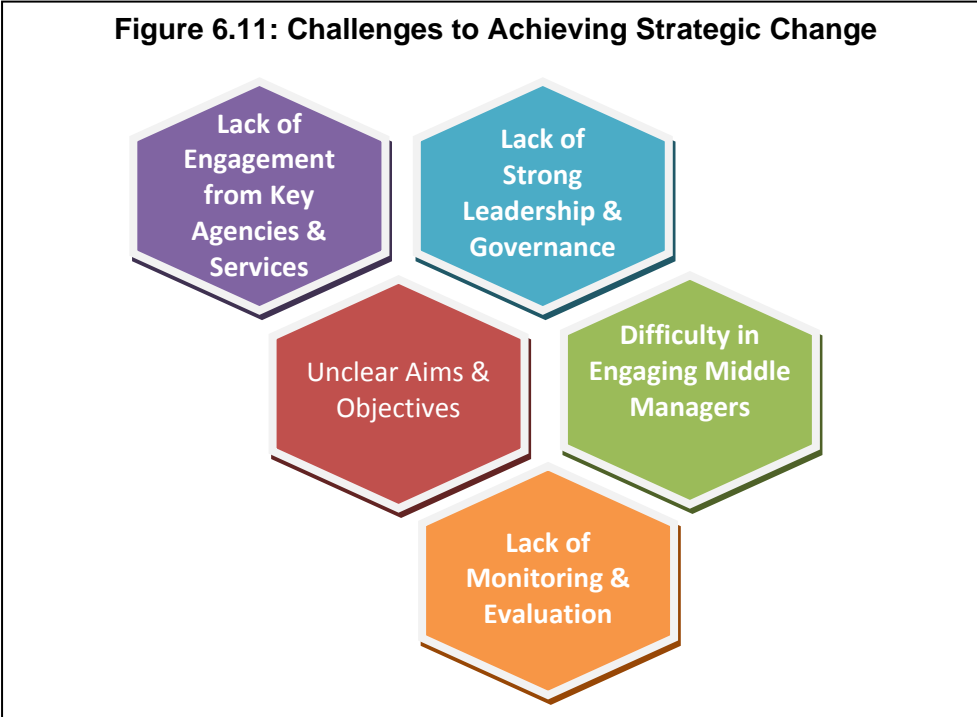 Figure 6.11: Challenges to Achieving Strategic Change
Lack of
Engagement
from Key
Agencies &
Services
Lack of
Strong
Leadership &
Governance
Unclear Aims &
Objectives
Difficulty in
Engaging Middle
Managers
Lack of
Monitoring &
Evaluation